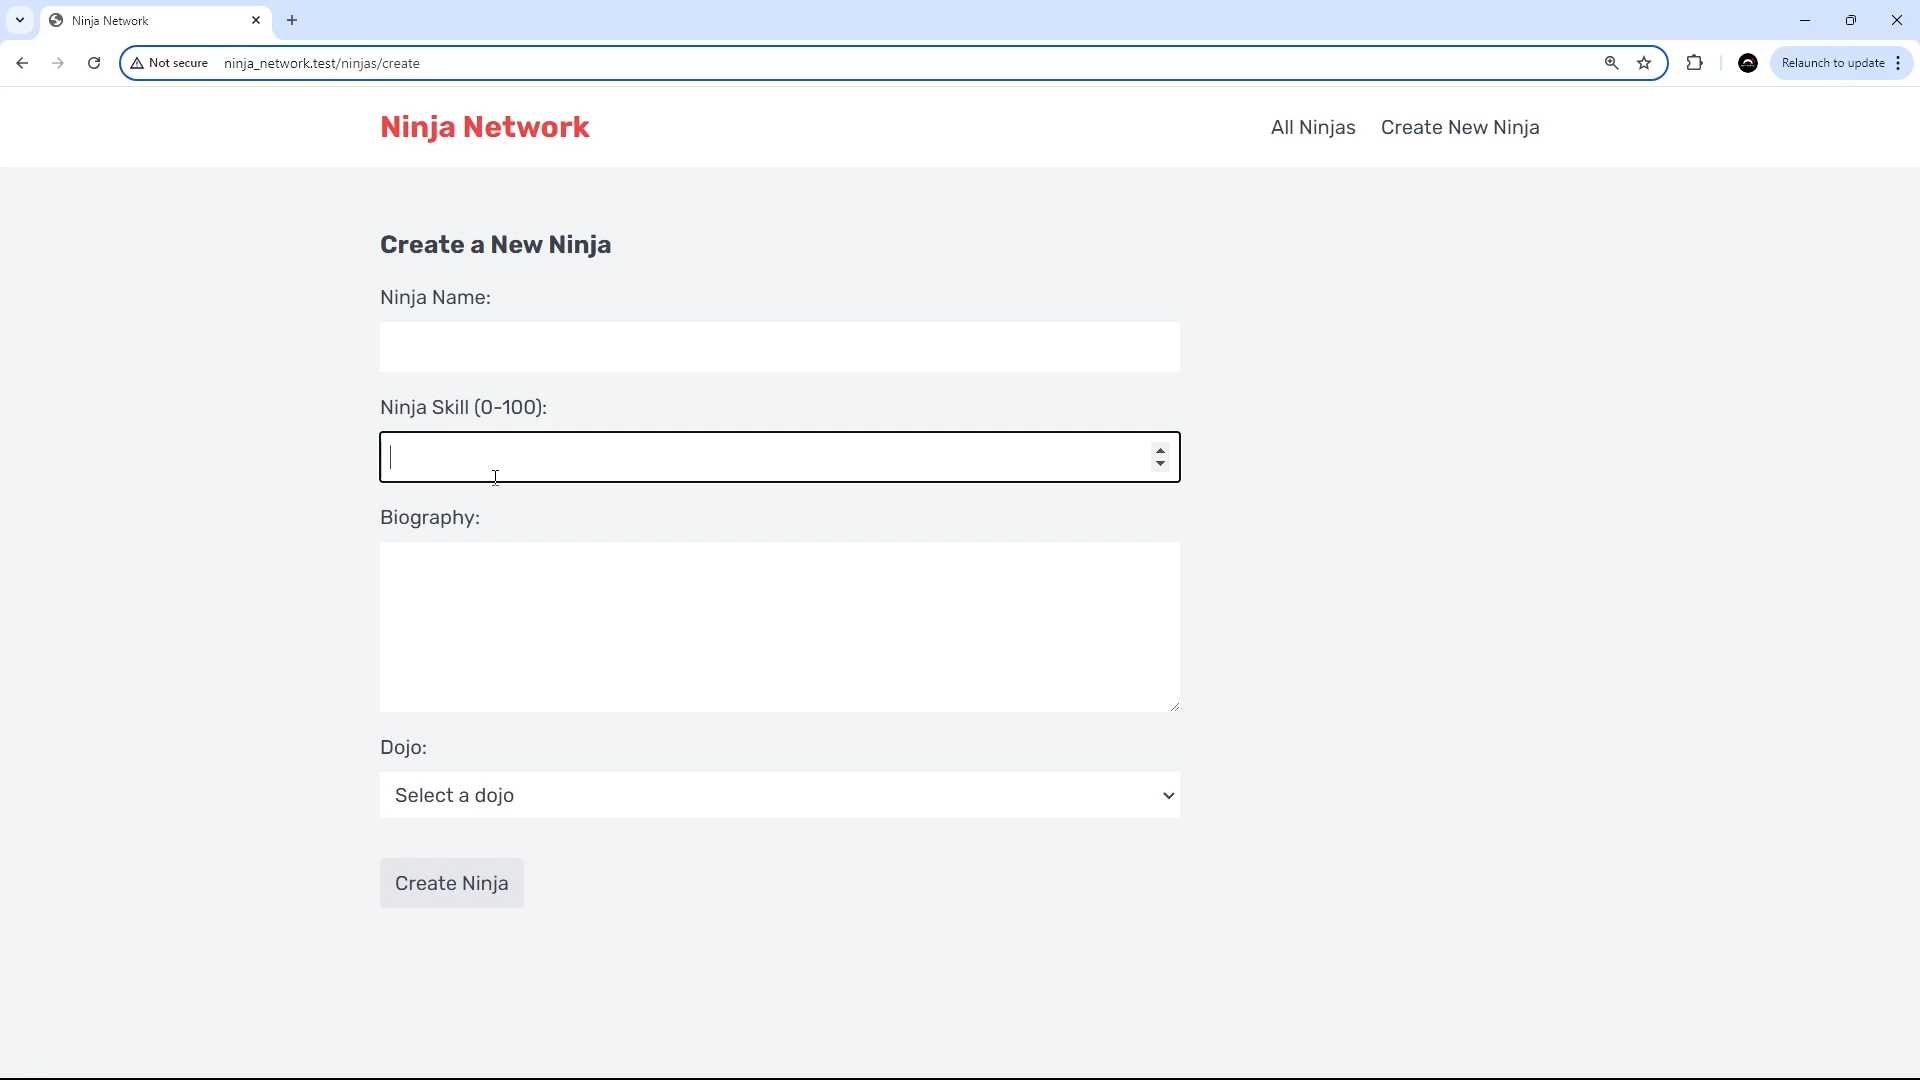 Ninja Network
Not secure
ninja_network.test/ninjas/create
Relaunch to update
Ninja Network
All Ninjas
Create New Ninja
Create a New Ninja
Ninja Name:
Ninja Skill (0-100):
Biography:
Dojo:
Select a dojo
Create Ninja